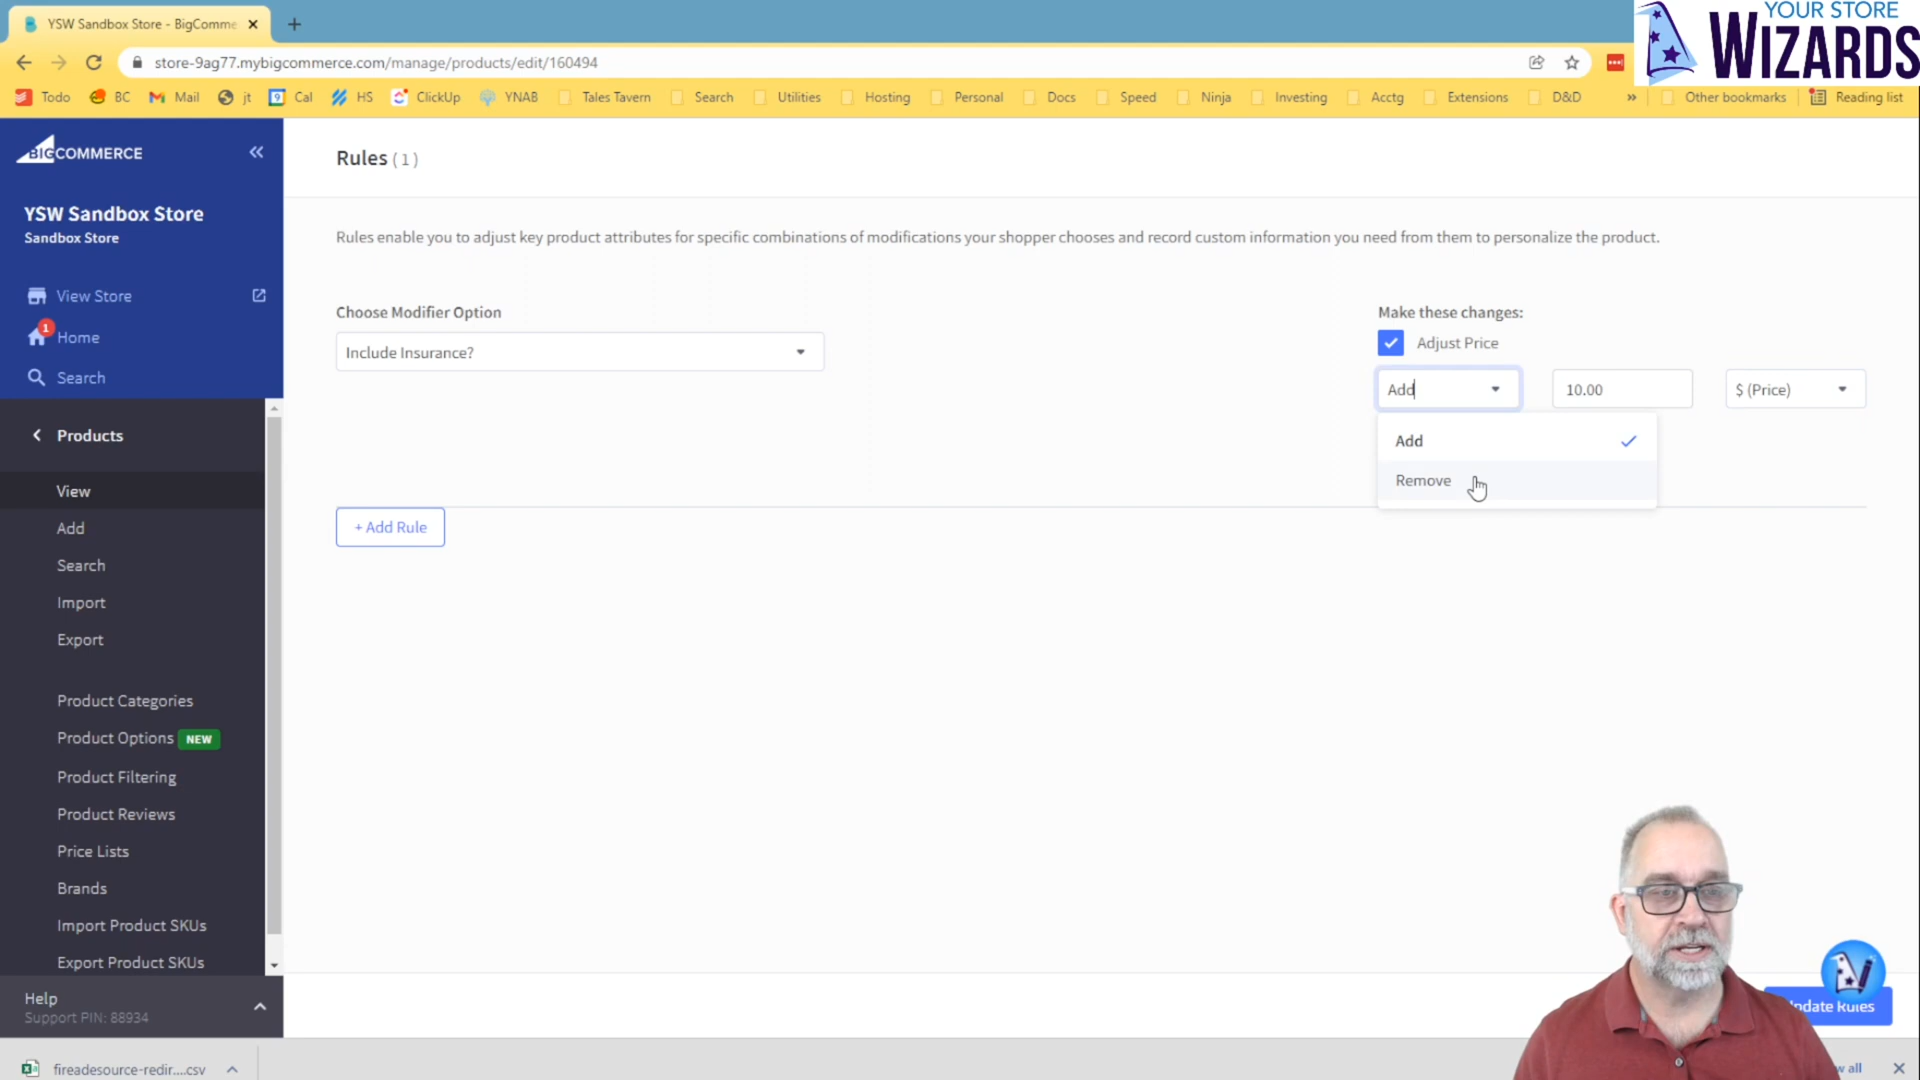 YSW Sandbox Store - BigComme
store-9ag77.mybigcommerce.com/manage/products/edit/160494
YOUR STORE
WIZARDS
Todo BC Mail jt Cal HS ClickUp YNAB Tales Tavern Search Utilities Hosting Personal Docs Speed Ninja Investing Acctg Extensions D&D » Other bookmarks Reading list
BIGCOMMERCE
YSW Sandbox Store
Sandbox Store
View Store
1
Home
Search
Products
View
Add
Search
Import
Export
Product Categories
Product Options NEW
Product Filtering
Product Reviews
Price Lists
Brands
Import Product SKUs
Export Product SKUs
Help
Support PIN: 88934
Rules (1)
Rules enable you to adjust key product attributes for specific combinations of modifications your shopper chooses and record custom information you need from them to personalize the product.
Choose Modifier Option
Include Insurance?
Make these changes:
Adjust Price
Add 10.00 $ (Price)
Add
Remove
+ Add Rule
pdate Rules
fireadesource-redir....csv
all